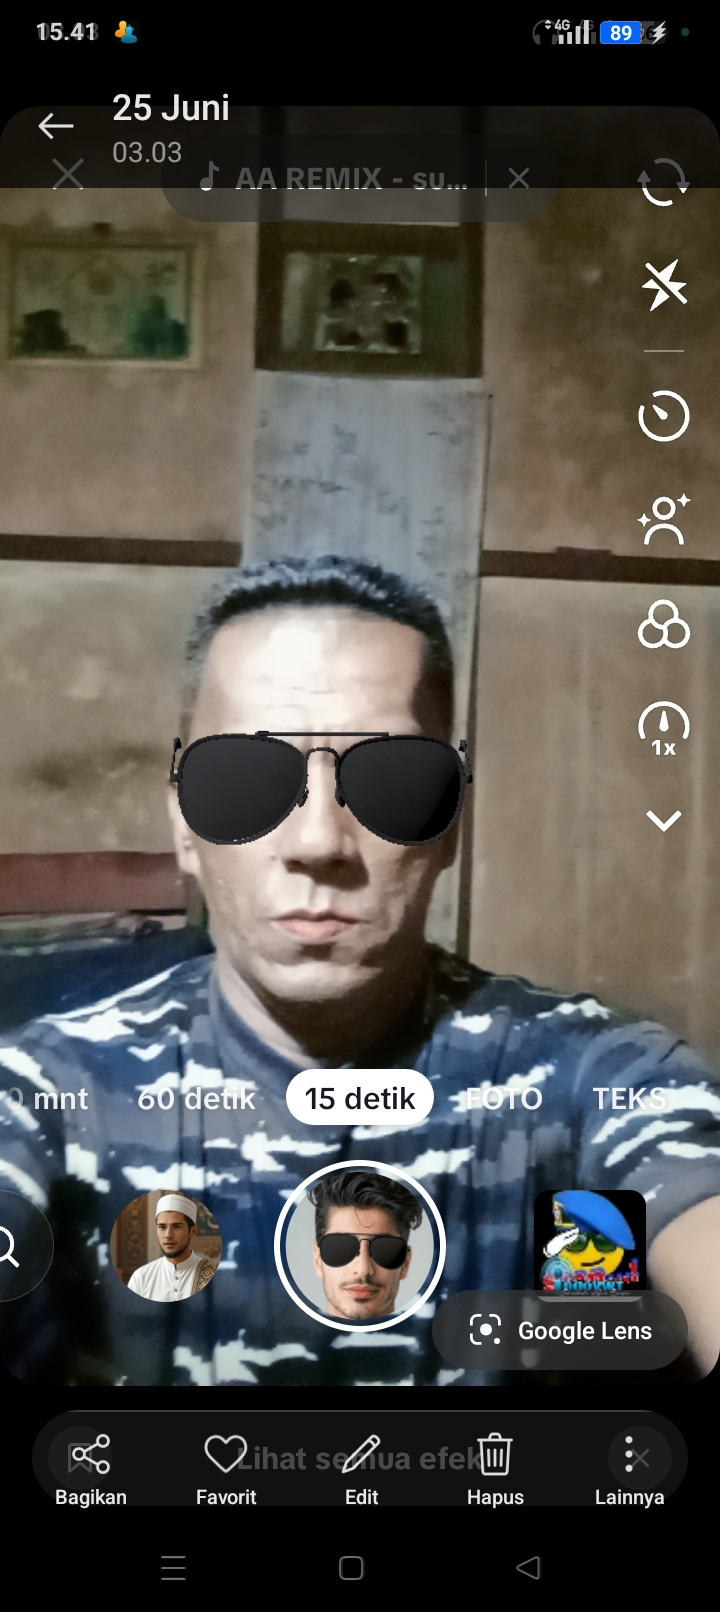 15.41
4G
89
25 Juni
03.03
AA REMIX - su...
1x
mnt
60 detik
15 detik
FOTO
TEKS
Google Lens
Lihat semua efek
Bagikan
Favorit
Edit
Hapus
Lainnya